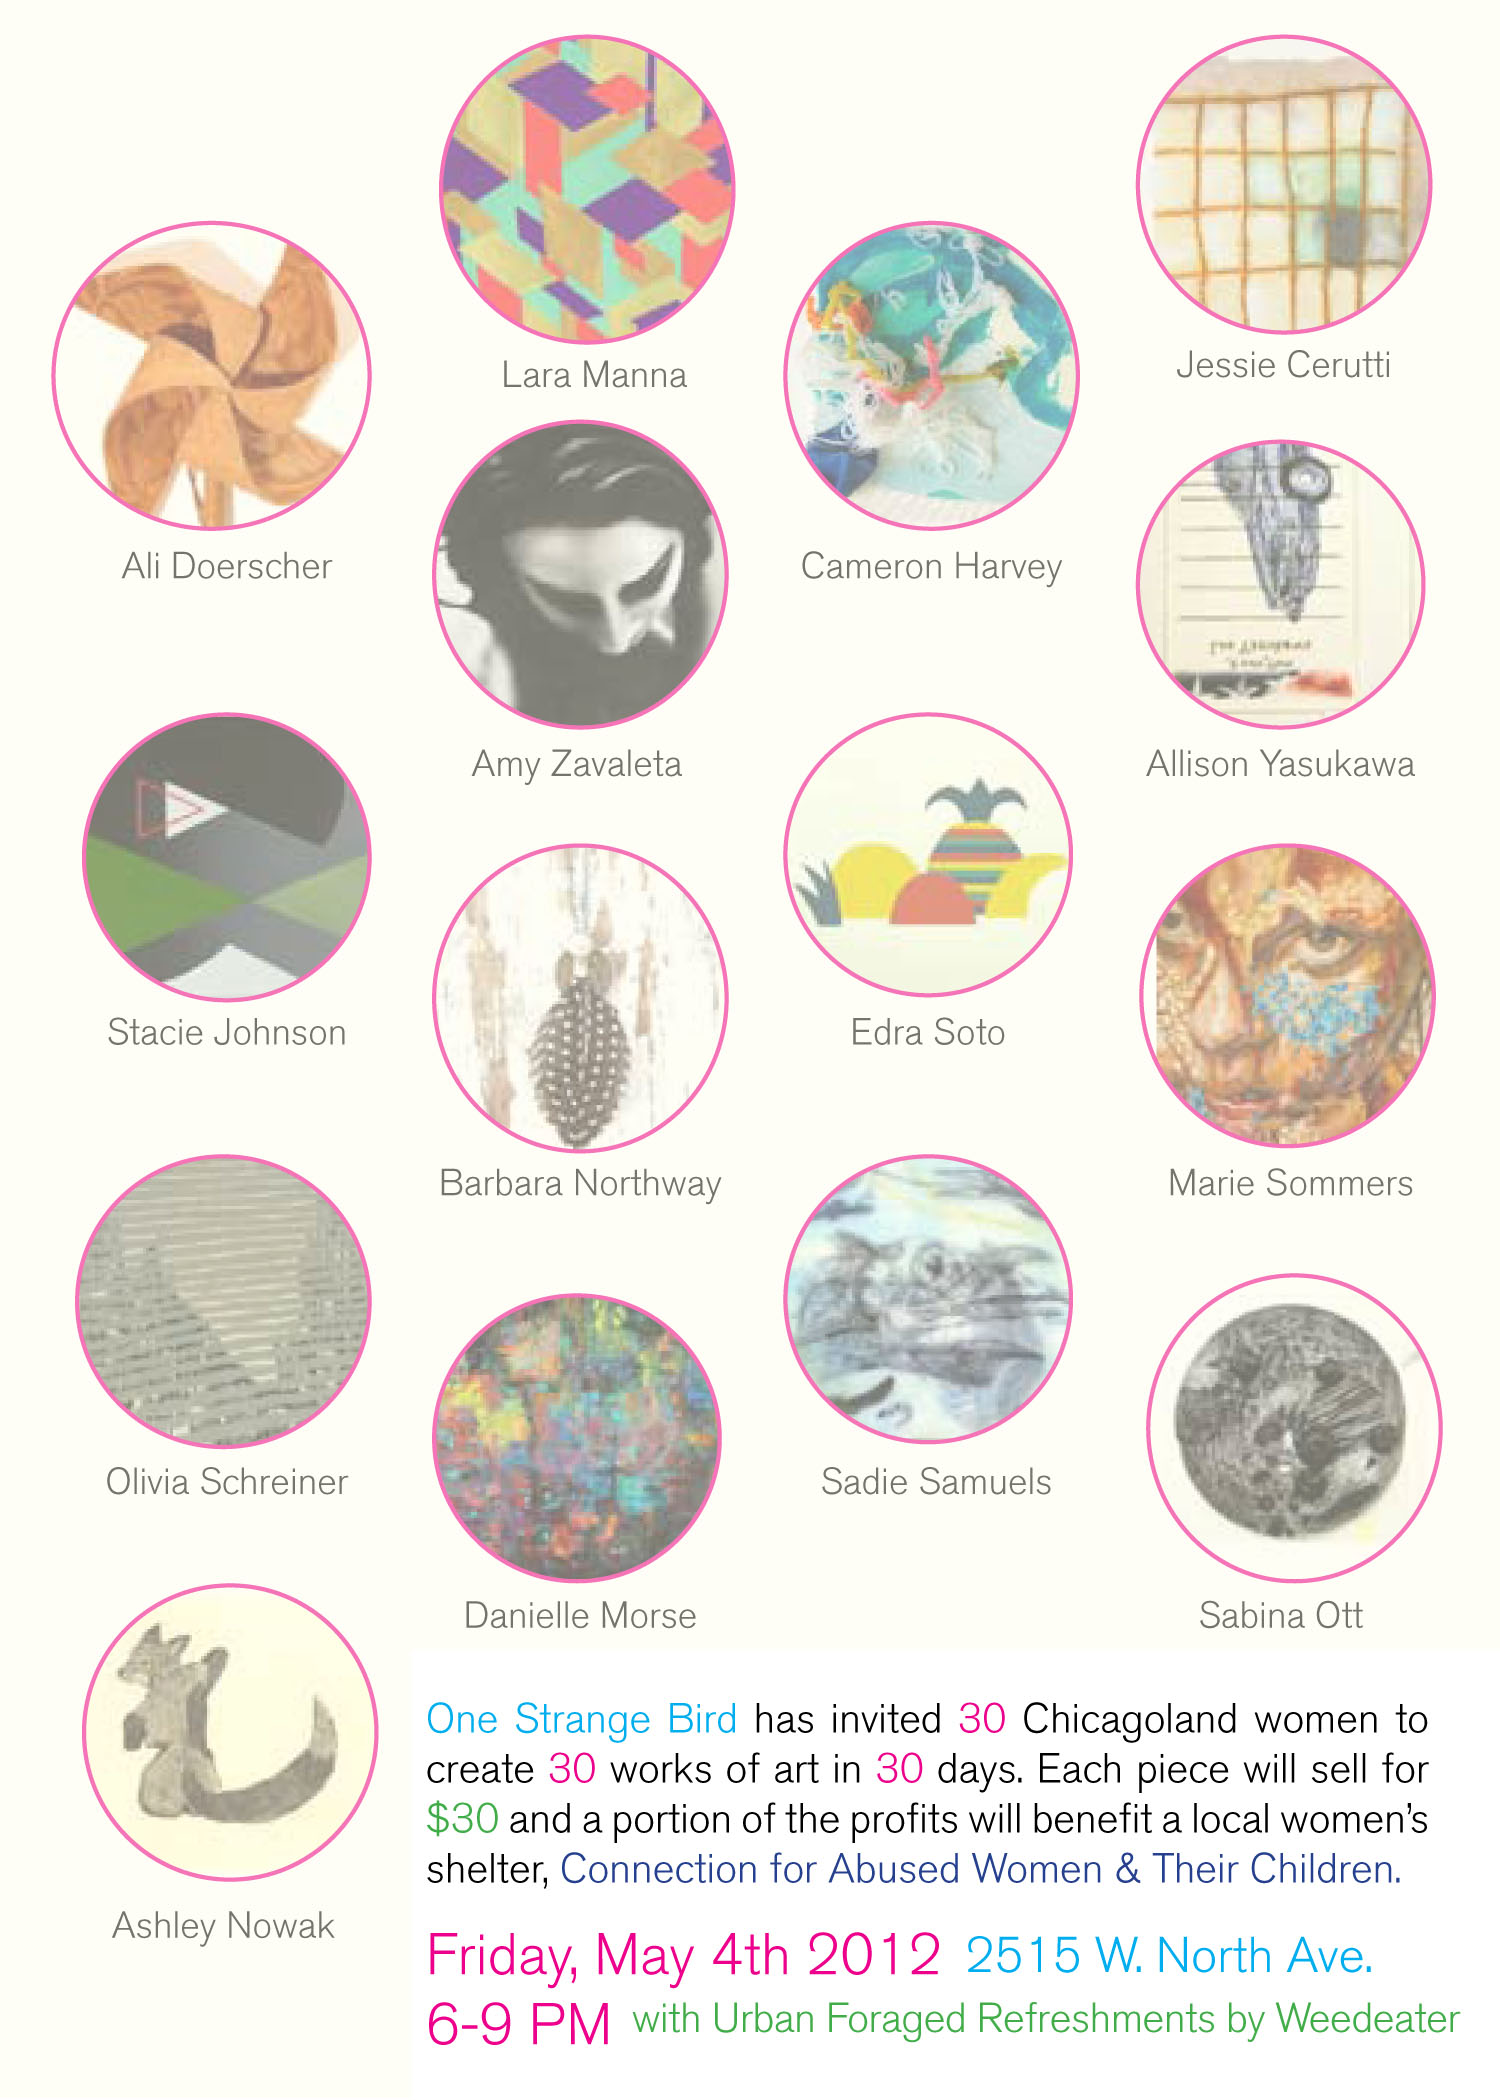 Lara Manna
Jessie Cerutti
Ali Doerscher
Cameron Harvey
Amy Zavaleta
Allison Yasukawa
Stacie Johnson
Edra Soto
Barbara Northway
Marie Sommers
Olivia Schreiner
Sadie Samuels
Danielle Morse
Sabina Ott
Ashley Nowak
One Strange Bird has invited 30 Chicagoland women to
create 30 works of art in 30 days. Each piece will sell for
$30 and a portion of the profits will benefit a local women’s
shelter, Connection for Abused Women & Their Children.
Friday, May 4th 2012 2515 W. North Ave.
6-9 PM with Urban Foraged Refreshments by Weedeater